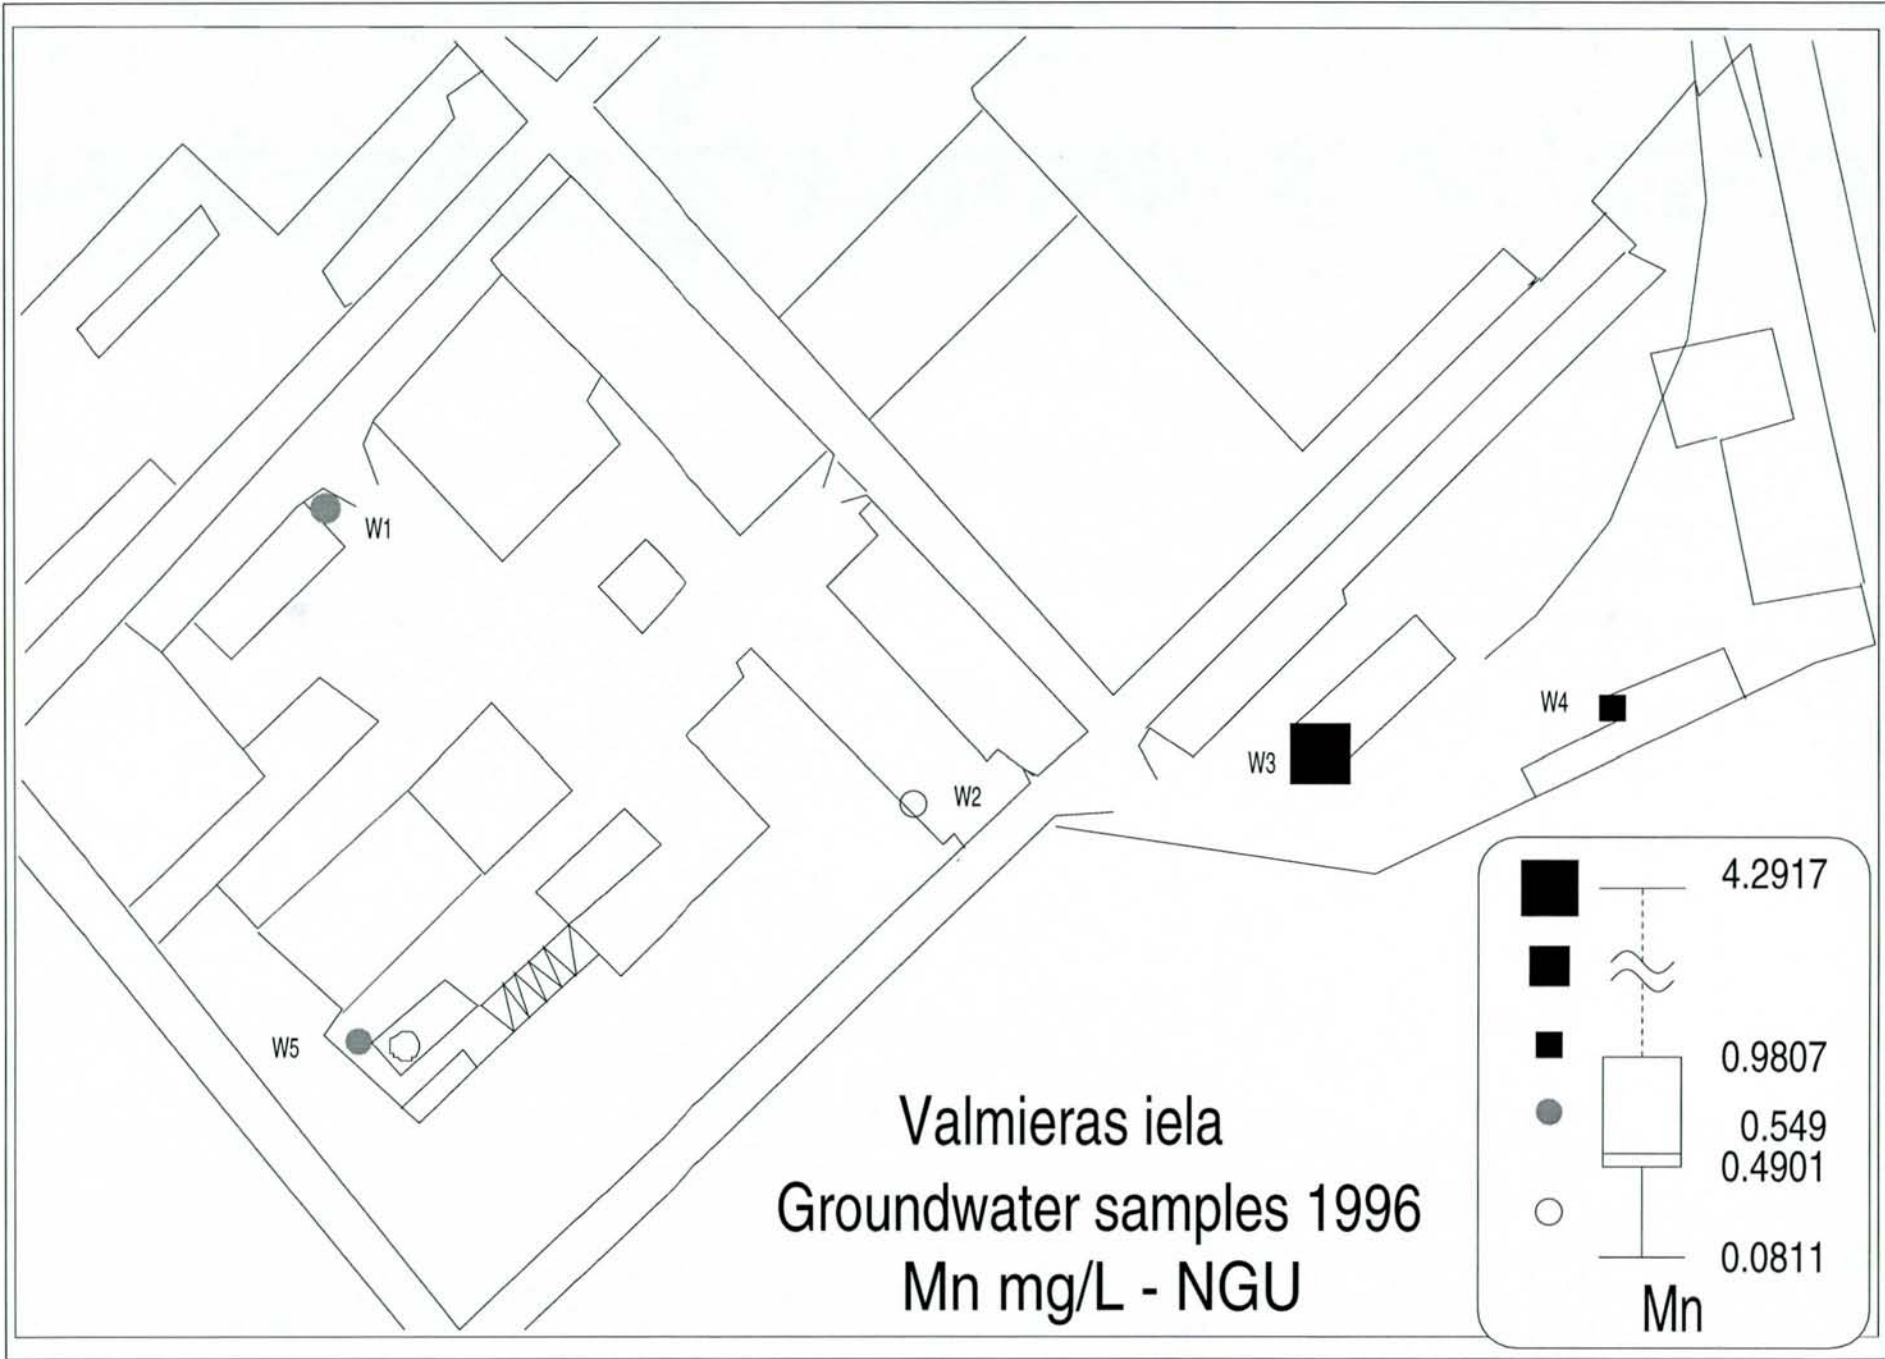 W1
W4
W3
W2
W5
Valmieras iela
Groundwater samples 1996
Mn mg/L - NGU
4.2917
0.9807
0.549
0.4901
0.0811
Mn